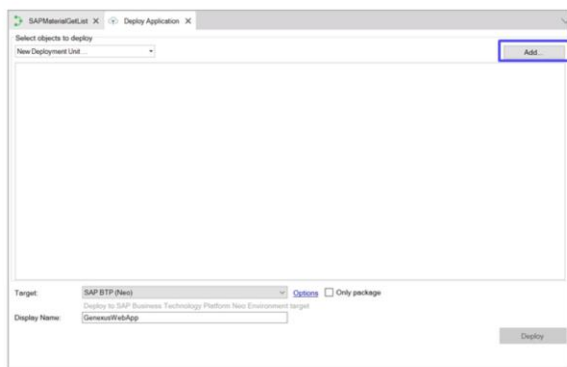 SAPMaterialGetList X Deploy Application X
Select objects to deploy
New Deployment Unit ...
Add...
Target: SAP BTP (Neo) Options Only package
Deploy to SAP Business Technology Platform Neo Environment target
Display Name: GenexusWebApp
Deploy